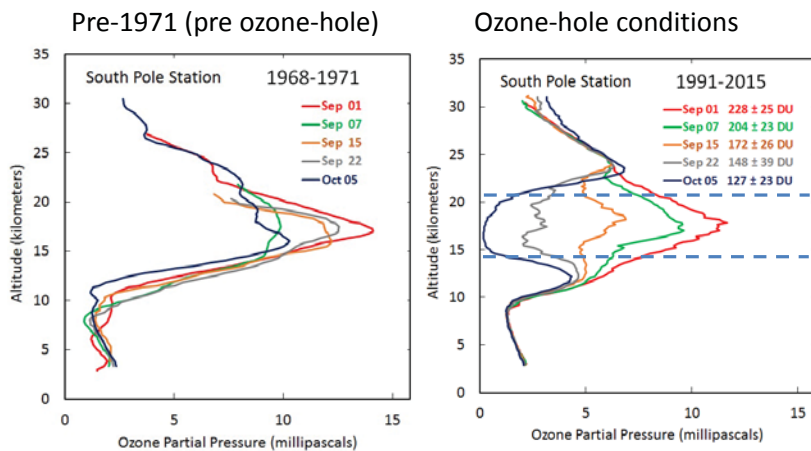 Pre-1971 (pre ozone-hole)
South Pole Station 1968-1971
Sep 01
Sep 07
Sep 15
Sep 22
Oct 05
35
30
25
20
15
10
5
0
0 5 10 15
Altitude (kilometers)
Ozone Partial Pressure (millipascals)
Ozone-hole conditions
South Pole Station 1991-2015
Sep 01 228 ± 25 DU
Sep 07 204 ± 23 DU
Sep 15 172 ± 26 DU
Sep 22 148 ± 39 DU
Oct 05 127 ± 23 DU
35
30
25
20
15
10
5
0
0 5 10 15
Altitude (kilometers)
Ozone Partial Pressure (millipascals)